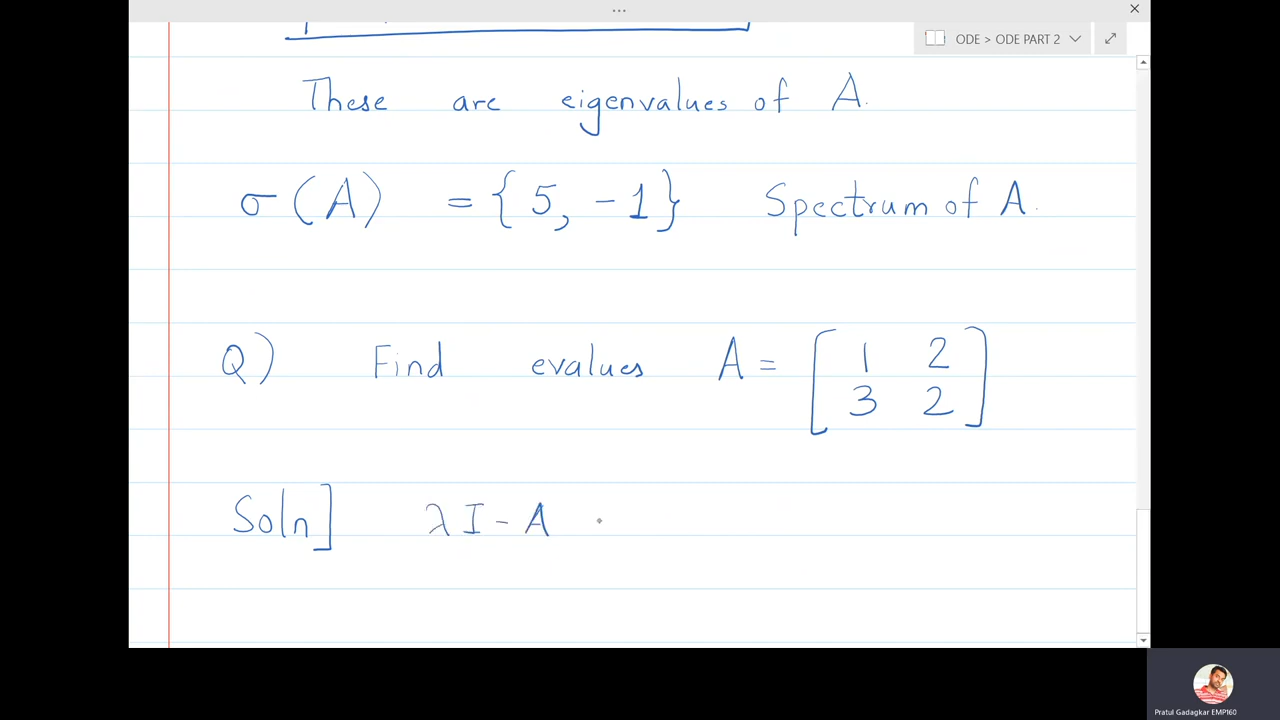 ODE > ODE PART 2
These are eigenvalues of A.
σ(A) = {5, -1} Spectrum of A.
Q) Find evalues A = [1 2
3 2]
Soln] λI - A
Pratul Gadagkar EMP160